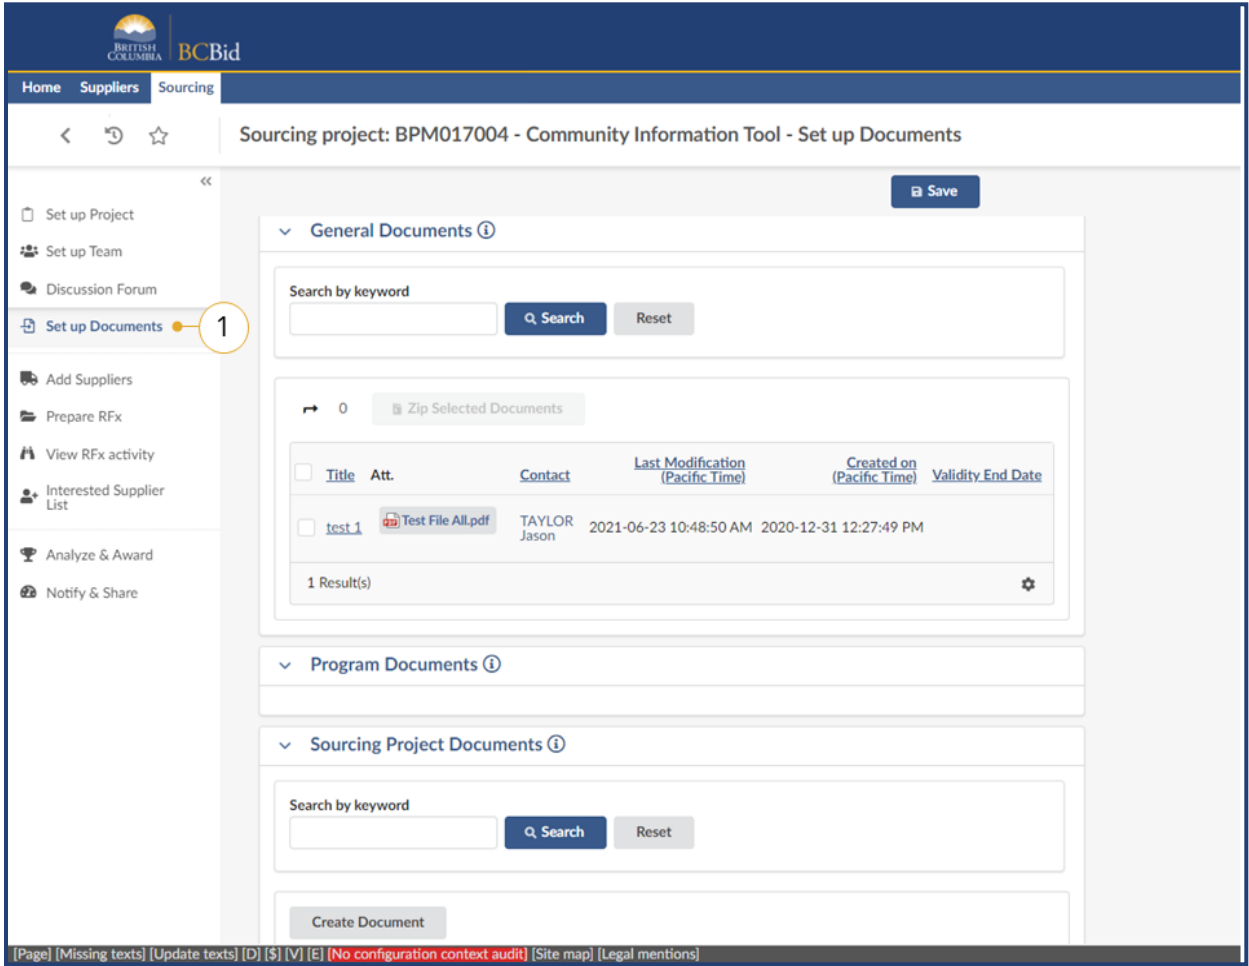 BRITISH
COLUMBIA
BCBid
Home Suppliers Sourcing
Sourcing project: BPM017004 - Community Information Tool - Set up Documents
Save
Set up Project
Set up Team
Discussion Forum
Set up Documents
1
Add Suppliers
Prepare RFx
View RFx activity
Interested Supplier
List
Analyze & Award
Notify & Share
General Documents
Search by keyword
Search Reset
0 Zip Selected Documents
Title Att. Contact Last Modification (Pacific Time) Created on (Pacific Time) Validity End Date
test 1 Test File All.pdf TAYLOR Jason 2021-06-23 10:48:50 AM 2020-12-31 12:27:49 PM
1 Result(s)
Program Documents
Sourcing Project Documents
Search by keyword
Search Reset
Create Document
[Page] [Missing texts] [Update texts] [D] [$] [V] [E] [No configuration context audit] [Site map] [Legal mentions]